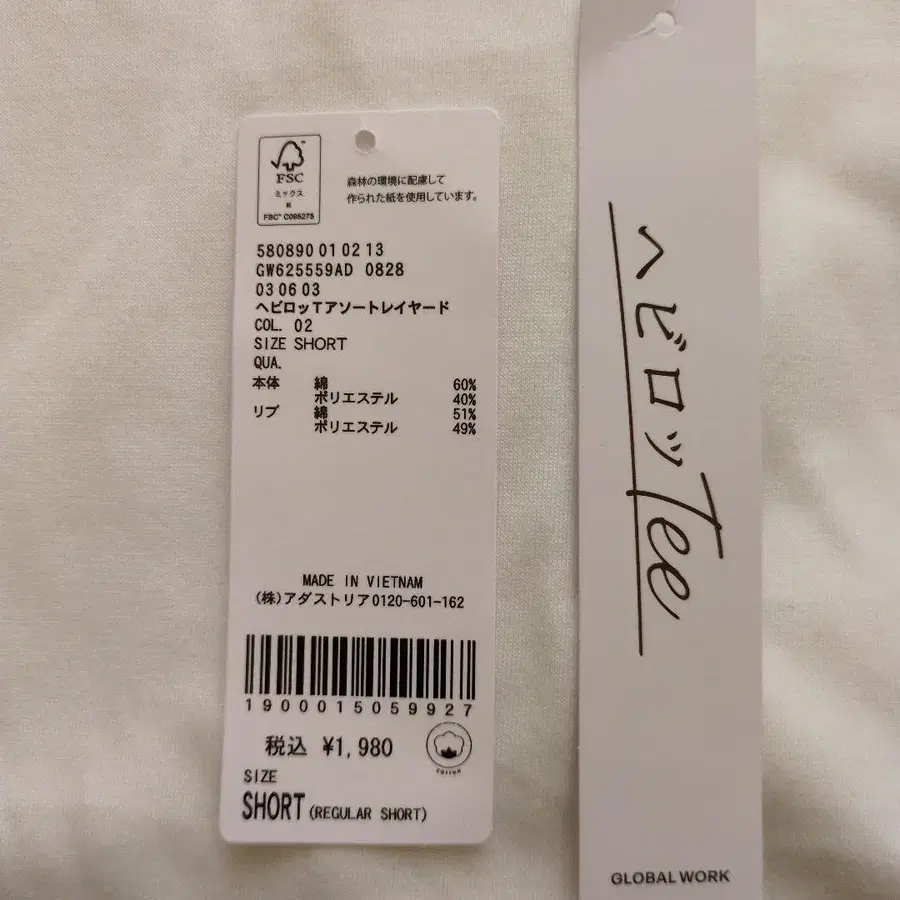 FSC
ミックス
紙
FSC® C095275
森林の環境に配慮して
作られた紙を使用しています。
580890 01 02 13
GW625559AD 0828
03 06 03
ヘビロッTアソートレイヤード
COL. 02
SIZE SHORT
QUA.
本体 綿 60%
ポリエステル 40%
リブ 綿 51%
ポリエステル 49%
MADE IN VIETNAM
(株)アダストリア0120-601-162
1900015059927
税込 ¥1,980
COTTON
SIZE
SHORT (REGULAR SHORT)
ヘビロッTee
GLOBAL WORK